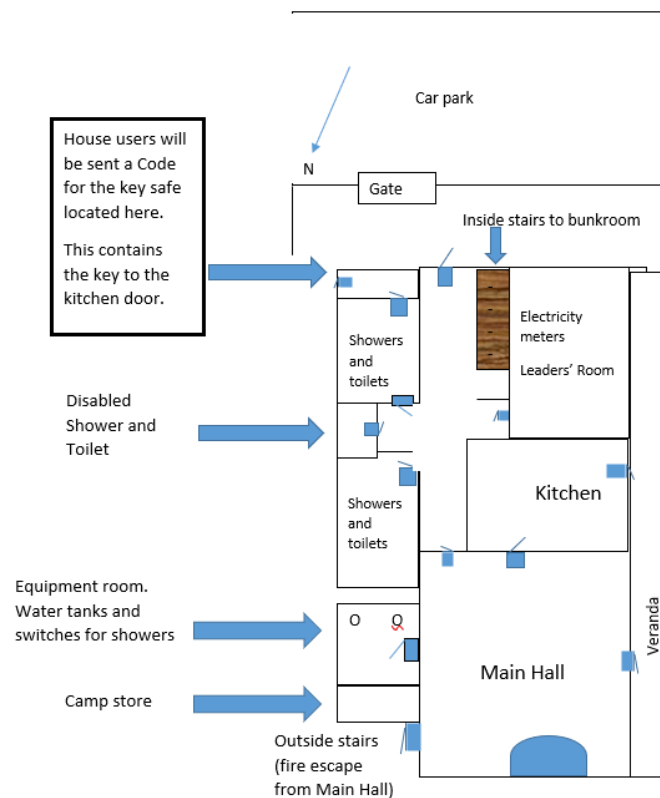 Car park
House users will
be sent a Code
for the key safe
located here.
This contains
the key to the
kitchen door.
N
Gate
Inside stairs to bunkroom
Electricity
meters
Leaders’ Room
Showers
and
toilets
Disabled
Shower and
Toilet
Kitchen
Showers
and
toilets
Equipment room.
Water tanks and
switches for showers
O O
Veranda
Main Hall
Camp store
Outside stairs
(fire escape
from Main Hall)